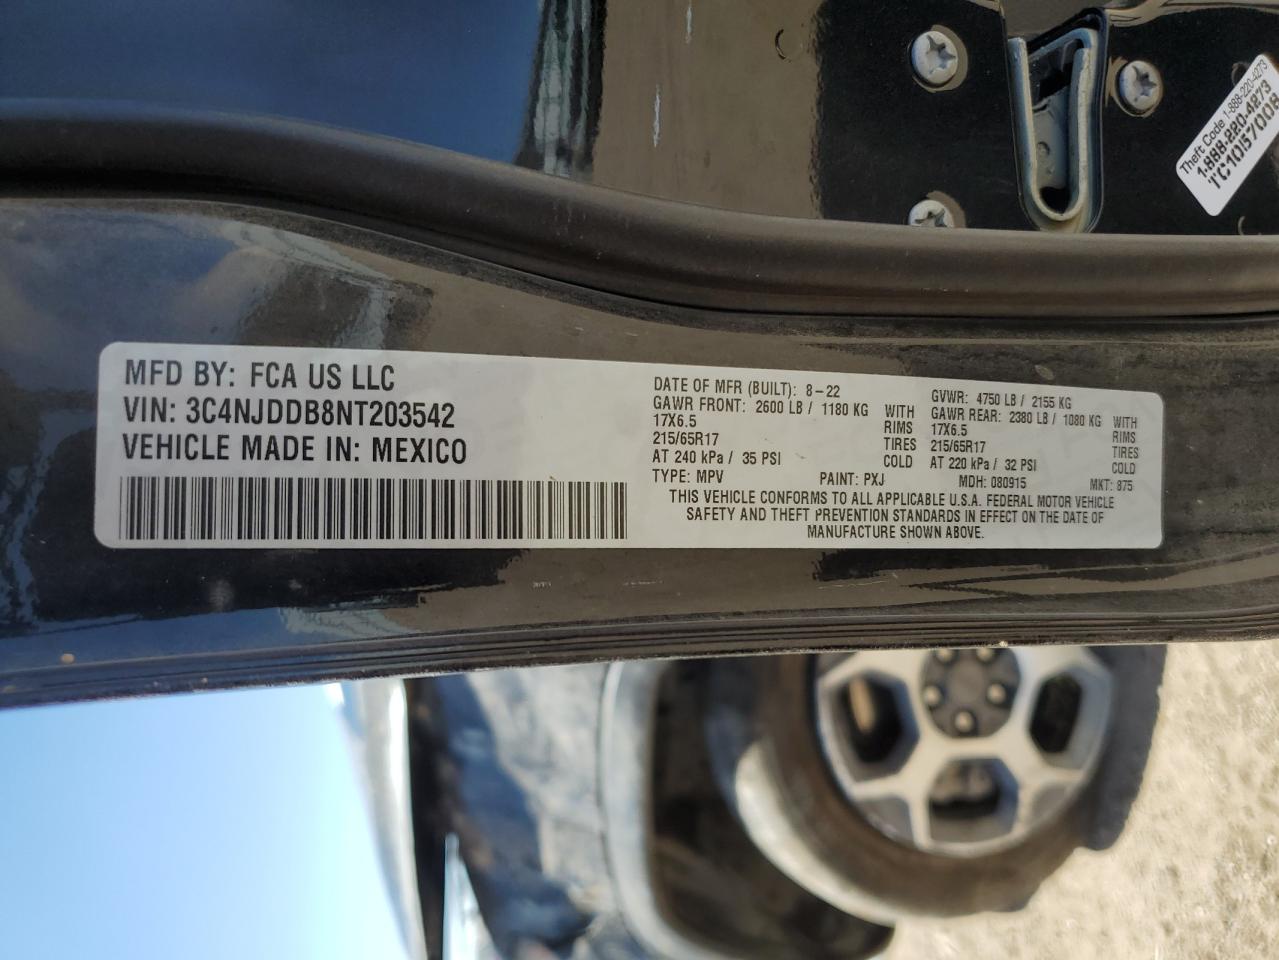 Theft Code 1-888-220-4273
1-888-220-4273
TC10157009
MFD BY: FCA US LLC
VIN: 3C4NJDDB8NT203542
VEHICLE MADE IN: MEXICO
DATE OF MFR (BUILT): 8-22 GVWR: 4750 LB / 2155 KG
GAWR FRONT: 2600 LB / 1180 KG WITH GAWR REAR: 2380 LB / 1080 KG WITH
17X6.5 RIMS 17X6.5 RIMS
215/65R17 TIRES 215/65R17 TIRES
AT 240 kPa / 35 PSI COLD AT 220 kPa / 32 PSI COLD
TYPE: MPV PAINT: PXJ MDH: 080915 MKT: 875
THIS VEHICLE CONFORMS TO ALL APPLICABLE U.S.A. FEDERAL MOTOR VEHICLE
SAFETY AND THEFT PREVENTION STANDARDS IN EFFECT ON THE DATE OF
MANUFACTURE SHOWN ABOVE.